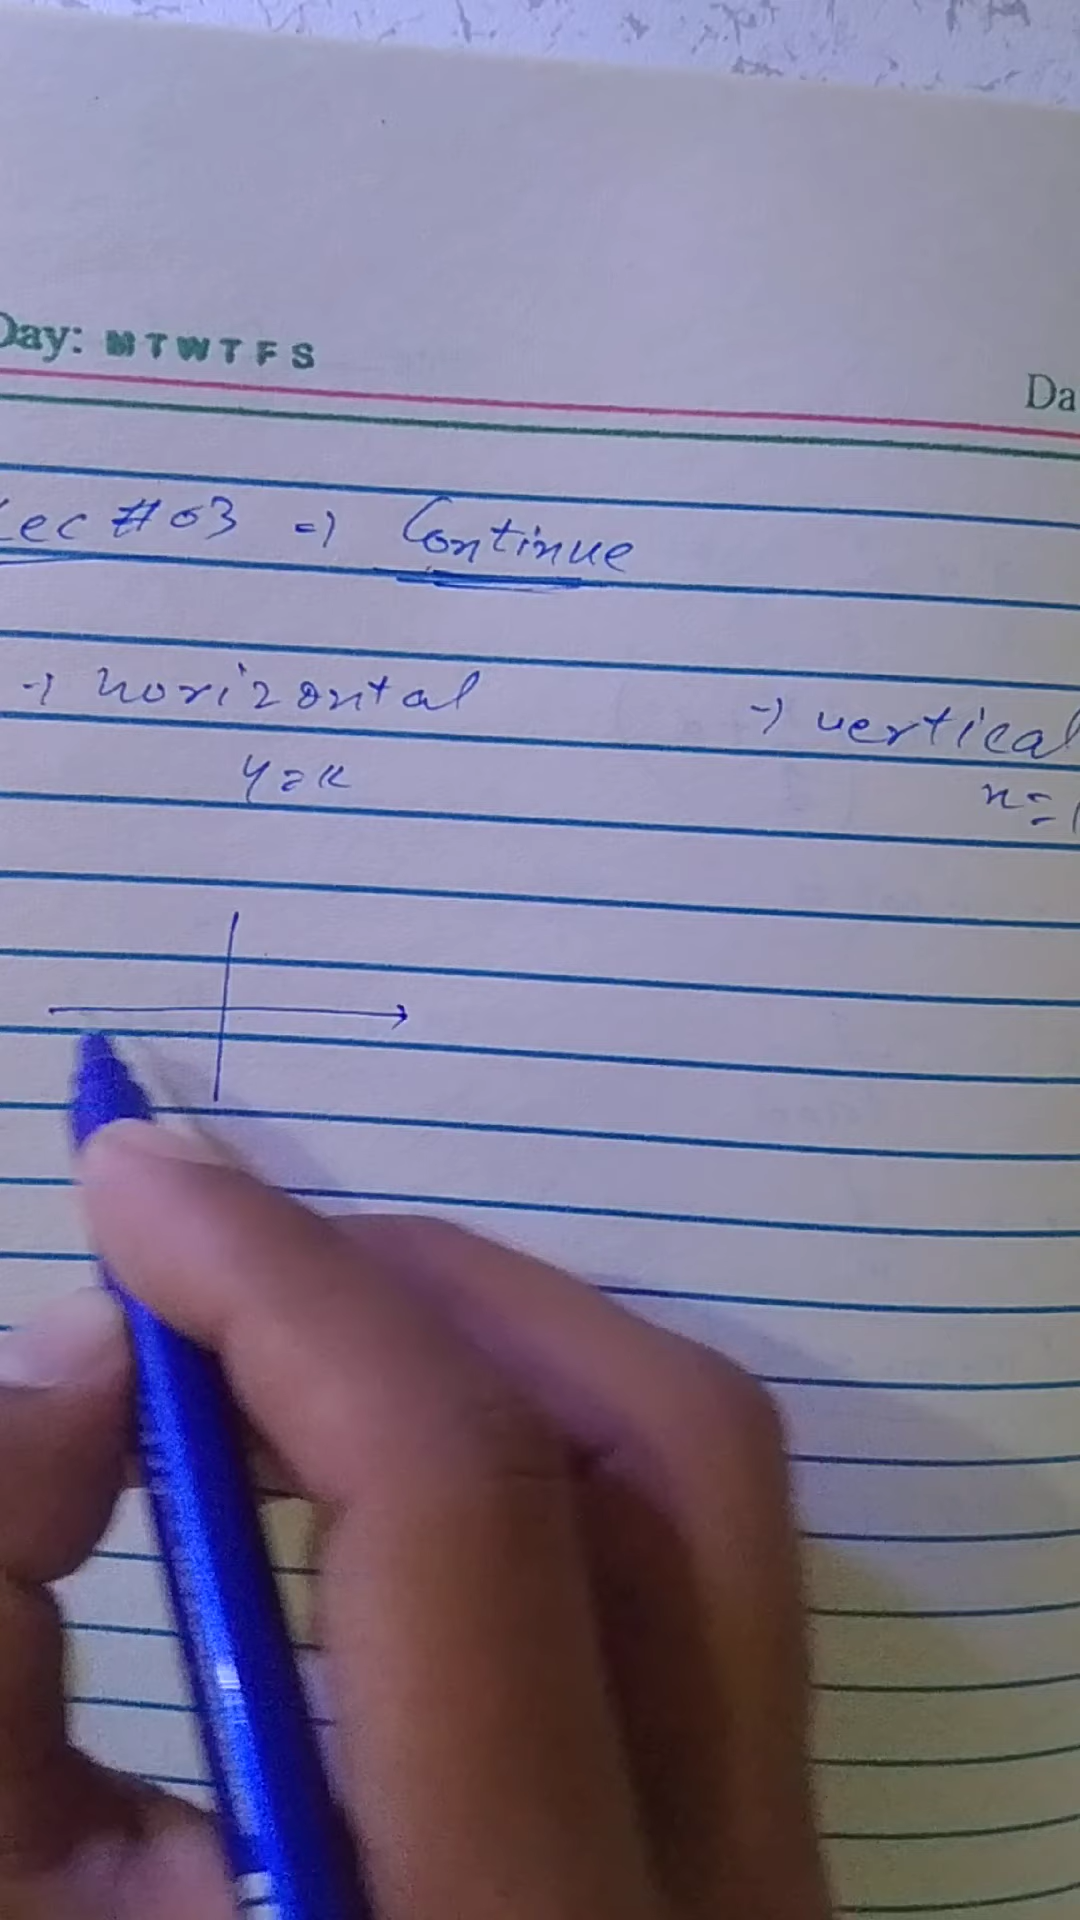 Day: M T W T F S
Da
Lec # 03 => Continue
-> horizontal -> vertical
y = k x =